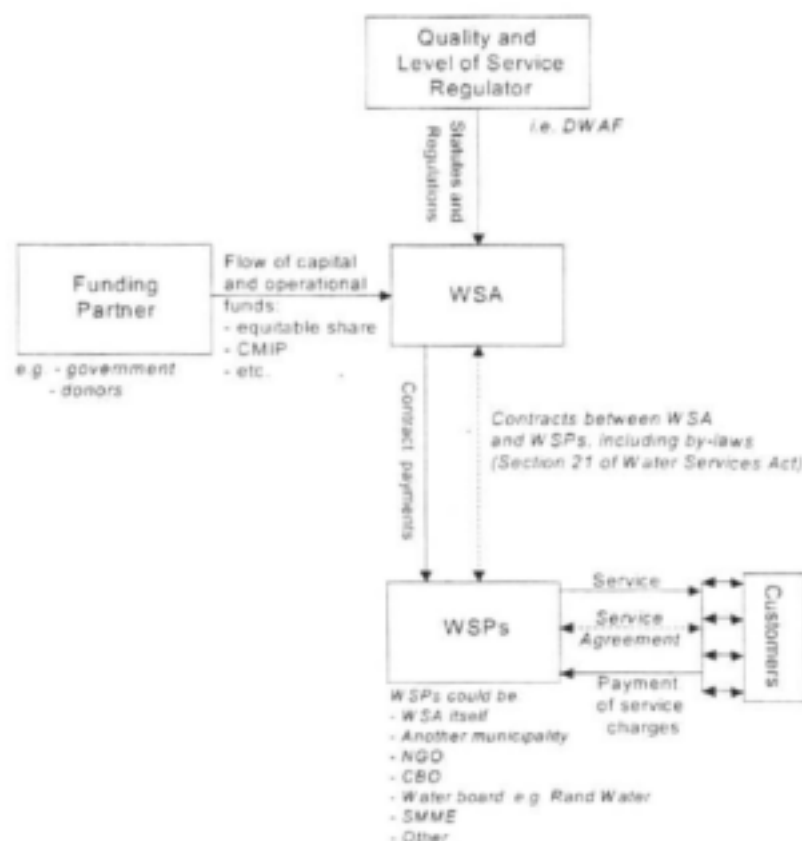 Quality and
Level of Service
Regulator
i.e. DWAF
Statutes and
Regulations
Funding
Partner
e.g. - government
- donors
Flow of capital
and operational
funds:
- equitable share
- CMIP
- etc.
WSA
Contract payments
Contracts between WSA
and WSPs, including by-laws
(Section 21 of Water Services Act)
WSPs
Service
Service
Agreement
Payment
of service
charges
Customers
WSPs could be
- WSA itself
- Another municipality
- NGO
- CBO
- Water board e.g. Rand Water
- SMME
- Other